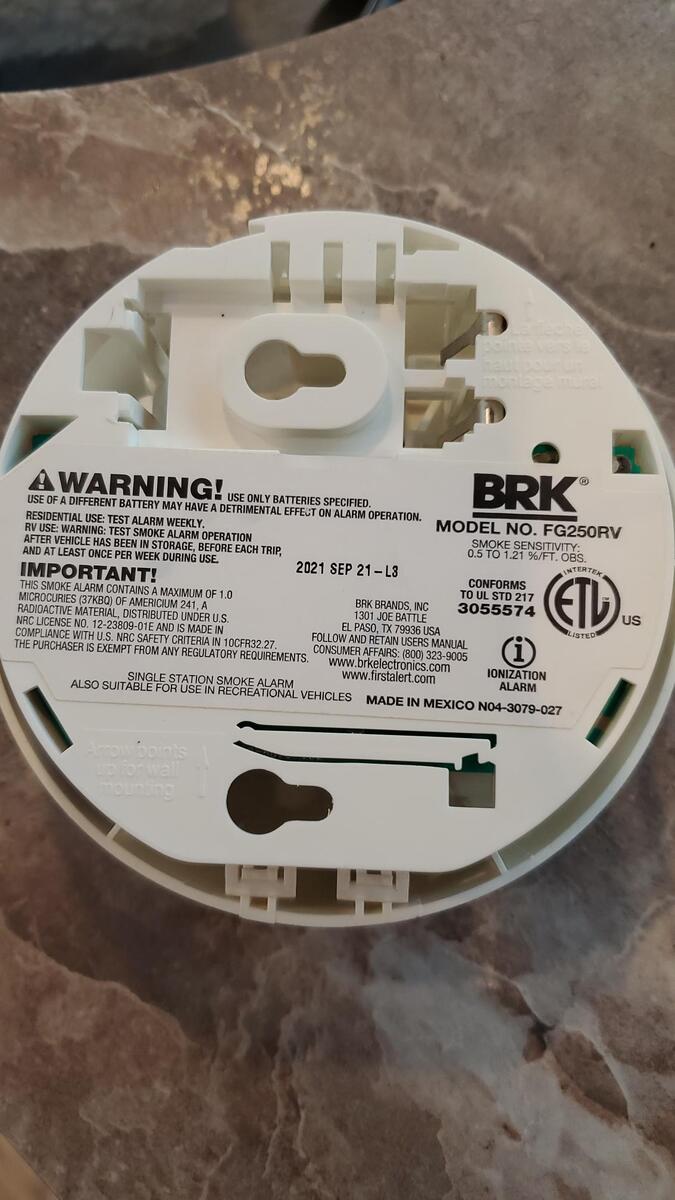 La flèche
pointe vers le
haut pour un
montage mural
WARNING! USE ONLY BATTERIES SPECIFIED.
USE OF A DIFFERENT BATTERY MAY HAVE A DETRIMENTAL EFFECT ON ALARM OPERATION.
RESIDENTIAL USE: TEST ALARM WEEKLY.
RV USE: WARNING: TEST SMOKE ALARM OPERATION
AFTER VEHICLE HAS BEEN IN STORAGE, BEFORE EACH TRIP,
AND AT LEAST ONCE PER WEEK DURING USE.
IMPORTANT!
THIS SMOKE ALARM CONTAINS A MAXIMUM OF 1.0
MICROCURIES (37KBQ) OF AMERICIUM 241, A
RADIOACTIVE MATERIAL, DISTRIBUTED UNDER U.S.
NRC LICENSE NO. 12-23809-01E AND IS MADE IN
COMPLIANCE WITH U.S. NRC SAFETY CRITERIA IN 10CFR32.27.
THE PURCHASER IS EXEMPT FROM ANY REGULATORY REQUIREMENTS.
2021 SEP 21-L3
BRK BRANDS, INC
1301 JOE BATTLE
EL PASO, TX 79936 USA
FOLLOW AND RETAIN USERS MANUAL
CONSUMER AFFAIRS: (800) 323-9005
www.brkelectronics.com
www.firstalert.com
BRK®
MODEL NO. FG250RV
SMOKE SENSITIVITY:
0.5 TO 1.21 %/FT. OBS.
CONFORMS
TO UL STD 217
3055574
INTERTEK
ETL™
LISTED
US
i
IONIZATION
ALARM
SINGLE STATION SMOKE ALARM
ALSO SUITABLE FOR USE IN RECREATIONAL VEHICLES
MADE IN MEXICO N04-3079-027
Arrow points
up for wall
mounting